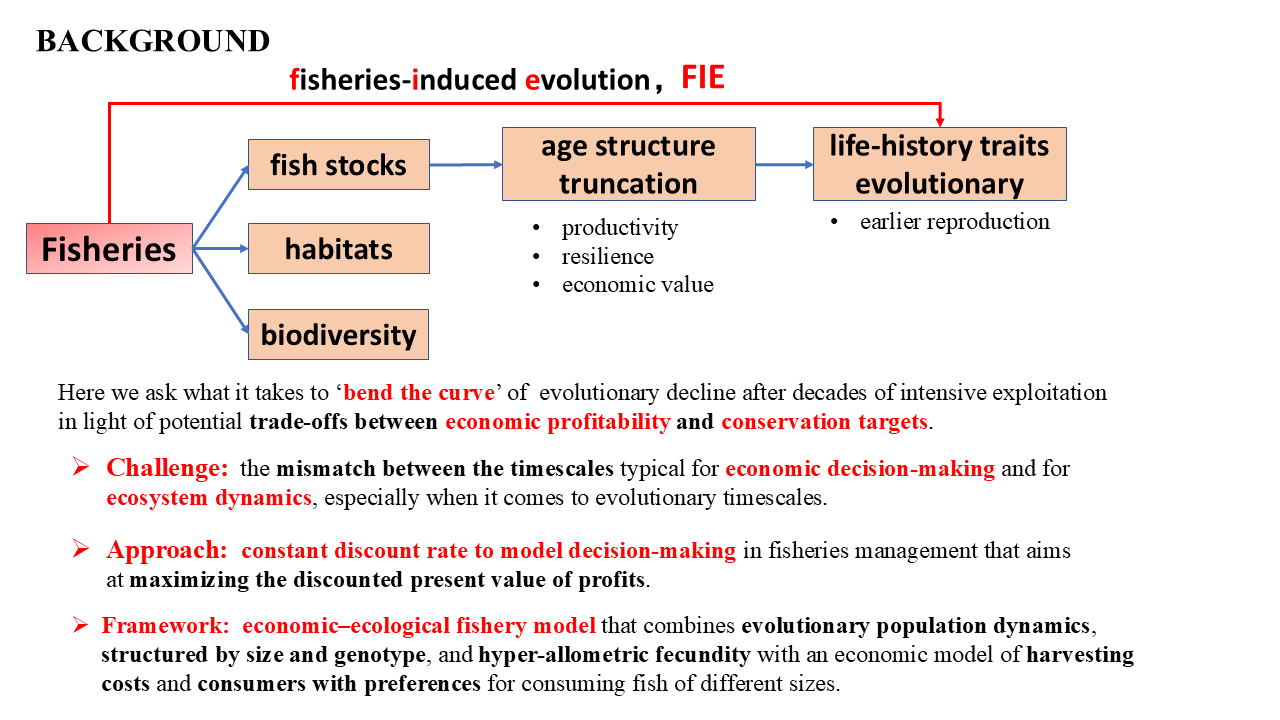 BACKGROUND
fisheries-induced evolution，FIE
fish stocks
age structure
truncation
life-history traits
evolutionary
• productivity
• resilience
• economic value
• earlier reproduction
Fisheries
habitats
biodiversity
Here we ask what it takes to ‘bend the curve’ of evolutionary decline after decades of intensive exploitation
in light of potential trade-offs between economic profitability and conservation targets.
➢ Challenge: the mismatch between the timescales typical for economic decision-making and for
ecosystem dynamics, especially when it comes to evolutionary timescales.
➢ Approach: constant discount rate to model decision-making in fisheries management that aims
at maximizing the discounted present value of profits.
➢ Framework: economic–ecological fishery model that combines evolutionary population dynamics,
structured by size and genotype, and hyper-allometric fecundity with an economic model of harvesting
costs and consumers with preferences for consuming fish of different sizes.